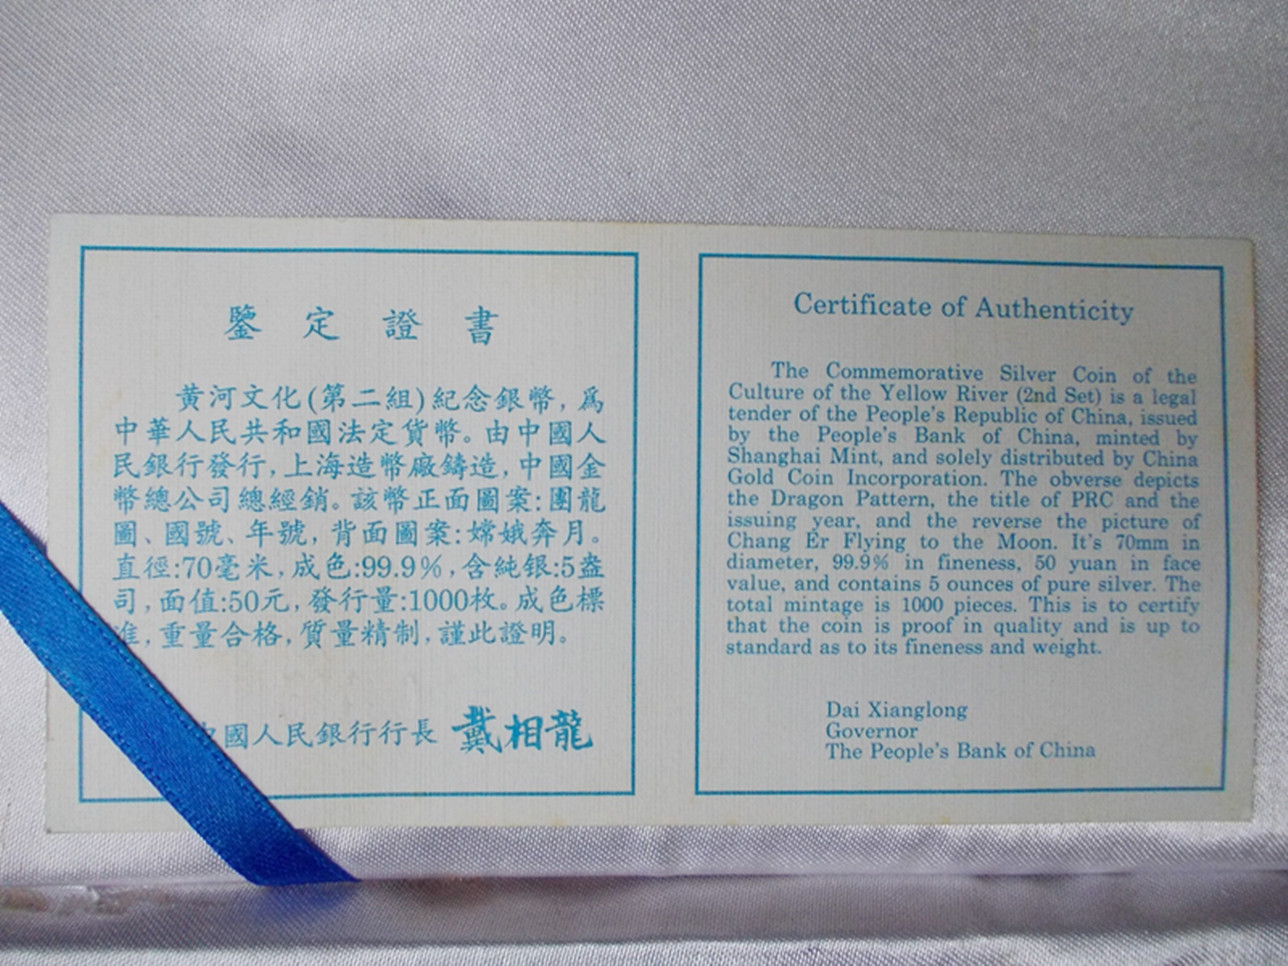 鑒定證書
黄河文化(第二組)紀念銀幣,爲
中華人民共和國法定貨幣。由中國人
民銀行發行,上海造幣廠鑄造,中國金
幣總公司總經銷。該幣正面圖案:團龍
圖、國號、年號,背面圖案:嫦娥奔月。
直徑:70毫米,成色:99.9%,含純银:5盎
司,面值:50元,發行量:1000枚。成色標
准,重量合格,質量精制,謹此證明。
中國人民銀行行長 戴相龍
Certificate of Authenticity
The Commemorative Silver Coin of the
Culture of the Yellow River (2nd Set) is a legal
tender of the People's Republic of China, issued
by the People's Bank of China, minted by
Shanghai Mint, and solely distributed by China
Gold Coin Incorporation. The obverse depicts
the Dragon Pattern, the title of PRC and the
issuing year, and the reverse the picture of
Chang Er Flying to the Moon. It's 70mm in
diameter, 99.9% in fineness, 50 yuan in face
value, and contains 5 ounces of pure silver. The
total mintage is 1000 pieces. This is to certify
that the coin is proof in quality and is up to
standard as to its fineness and weight.
Dai Xianglong
Governor
The People's Bank of China